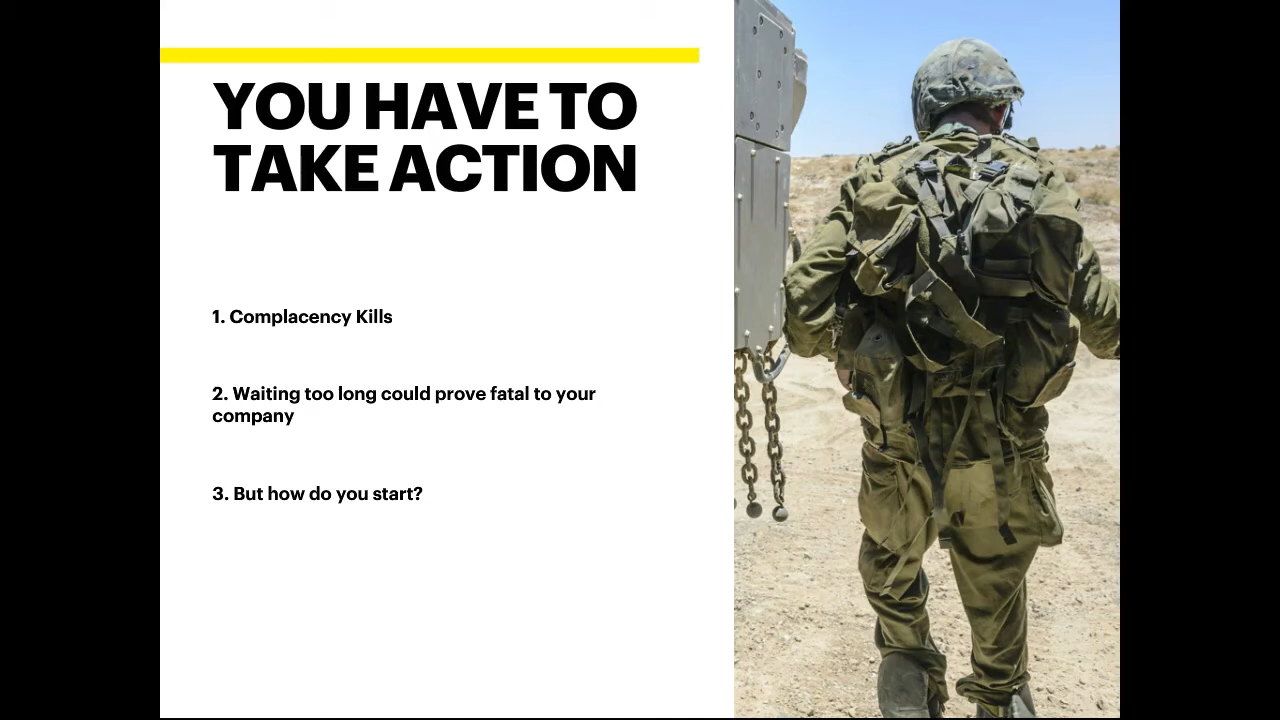 YOU HAVE TO
TAKE ACTION
1. Complacency Kills
2. Waiting too long could prove fatal to your
company
3. But how do you start?